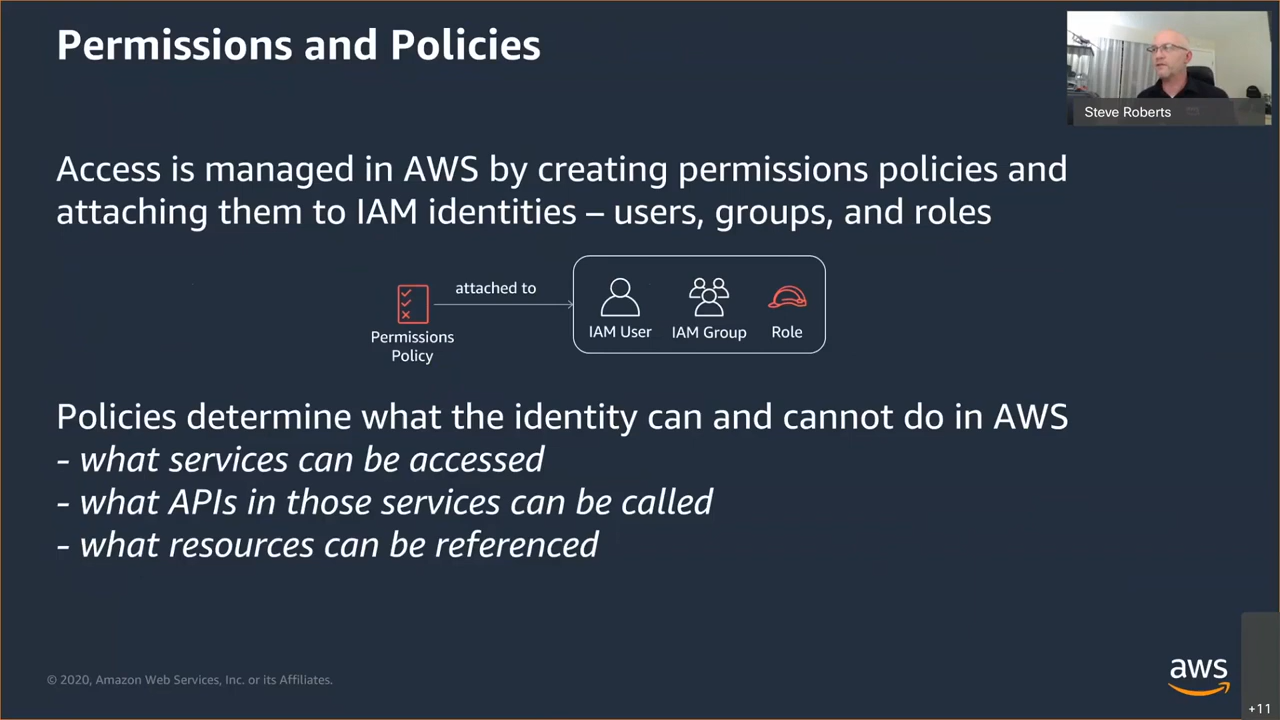 Permissions and Policies
Steve Roberts
Access is managed in AWS by creating permissions policies and
attaching them to IAM identities – users, groups, and roles
attached to
Permissions
Policy
IAM User
IAM Group
Role
Policies determine what the identity can and cannot do in AWS
- what services can be accessed
- what APIs in those services can be called
- what resources can be referenced
© 2020, Amazon Web Services, Inc. or its Affiliates.
aws
+11